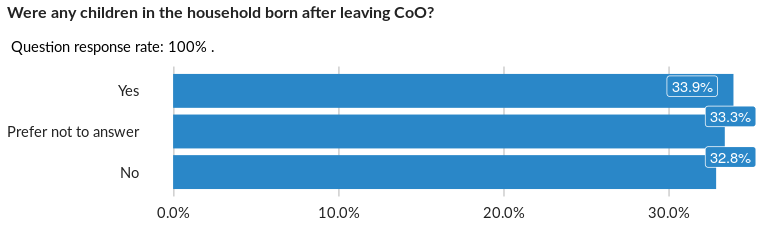 Were any children in the household born after leaving CoO?
Question response rate: 100% .
Yes
33.9%
Prefer not to answer
33.3%
No
32.8%
0.0% 10.0% 20.0% 30.0%